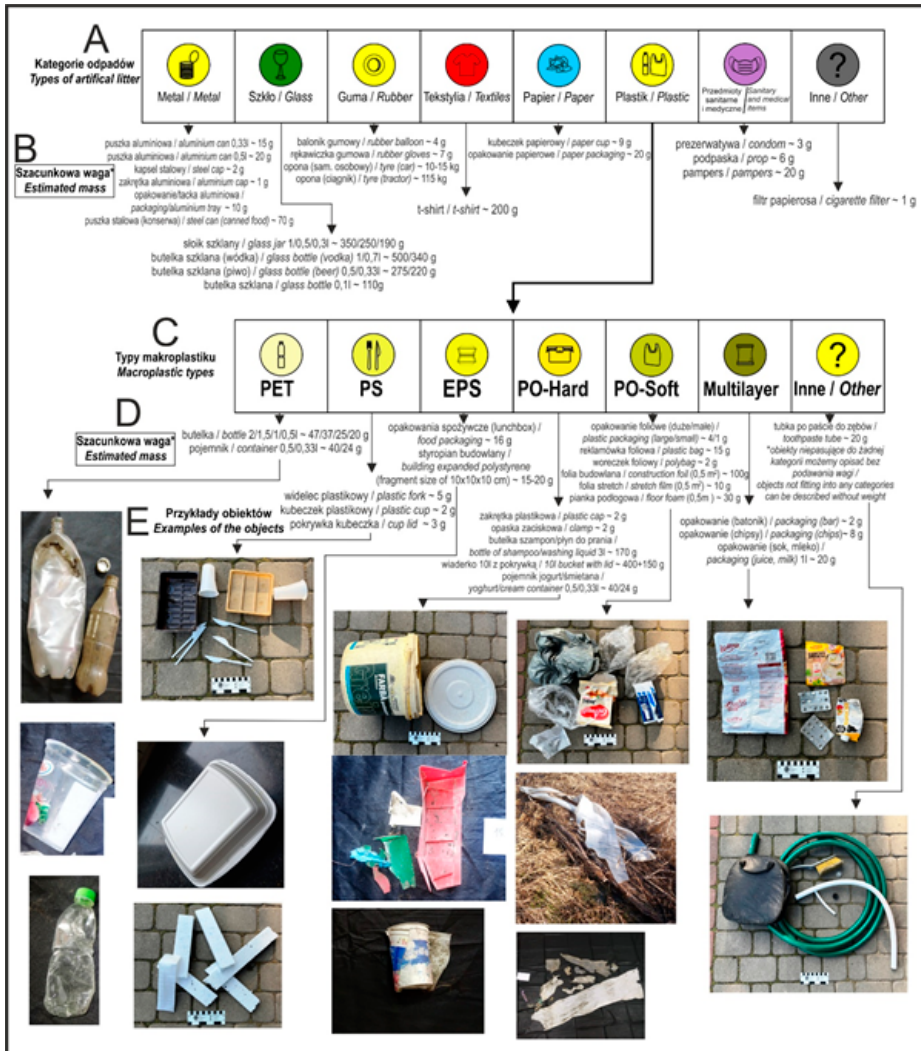 A
Kategorie odpadów
Types of artifical litter
Metal / Metal
Szkło / Glass
Guma / Rubber
Tekstylia / Textiles
Papier / Paper
Plastik / Plastic
Przedmioty sanitarne i medyczne / Sanitary and medical items
?
Inne / Other
B
Szacunkowa waga*
Estimated mass
puszka aluminiowa / aluminium can 0,33l ~ 15 g
puszka aluminiowa / aluminium can 0,5l ~ 20 g
kapsel stalowy / steel cap ~ 2 g
zakrętka aluminiowa / aluminium cap ~ 1 g
opakowanie/tacka aluminiowa /
packaging/aluminium tray
~ 10 g
puszka stalowa (konserwa) / steel can (canned food) ~ 70 g
słoik szklany / glass jar 1/0,5/0,3l ~ 350/250/190 g
butelka szklana (wódka) / glass bottle (vodka) 1/0,7l ~ 500/340 g
butelka szklana (piwo) / glass bottle (beer) 0,5/0,33l ~ 275/220 g
butelka szklana / glass bottle 0,1l ~ 110g
balonik gumowy / rubber balloon ~ 4 g
rękawiczka gumowa / rubber gloves ~ 7 g
opona (sam. osobowy) / tyre (car) ~ 10-15 kg
opona (ciągnik) / tyre (tractor) ~ 115 kg
t-shirt / t-shirt ~ 200 g
kubeczek papierowy / paper cup ~ 9 g
opakowanie papierowe / paper packaging ~ 20 g
prezerwatywa / condom ~ 3 g
podpaska / prop ~ 6 g
pampers / pampers ~ 20 g
filtr papierosa / cigarette filter ~ 1 g
C
Typy makroplastiku
Macroplastic types
PET
PS
EPS
PO-Hard
PO-Soft
Multilayer
?
Inne / Other
D
Szacunkowa waga*
Estimated mass
butelka / bottle 2/1,5/1/0,5l ~ 47/37/25/20 g
pojemnik / container 0,5/0,33l ~ 40/24 g
widelec plastikowy / plastic fork ~ 5 g
kubeczek plastikowy / plastic cup ~ 2 g
pokrywka kubeczka / cup lid ~ 3 g
opakowania spożywcze (lunchbox) /
food packaging ~ 16 g
styropian budowlany /
building expanded polystyrene
(fragment size of 10x10x10 cm) ~ 15-20 g
zakrętka plastikowa / plastic cap ~ 2 g
opaska zaciskowa / clamp ~ 2 g
butelka szampon/płyn do prania /
bottle of shampoo/washing liquid 3l ~ 170 g
wiaderko 10l z pokrywką / 10l bucket with lid ~ 400+150 g
pojemnik jogurt/śmietana /
yoghurt/cream container 0,5/0,33l ~ 40/24 g
opakowanie foliowe (duże/małe) /
plastic packaging (large/small) ~ 4/1 g
reklamówka foliowa / plastic bag ~ 15 g
woreczek foliowy / polybag ~ 2 g
folia budowlana / construction foil (0,5 m²) ~ 100g
folia stretch / stretch film (0,5 m²) ~ 10 g
pianka podłogowa / floor foam (0,5m ) ~ 30 g
opakowanie (batonik) / packaging (bar) ~ 2 g
opakowanie (chipsy) / packaging (chips) ~ 8 g
opakowanie (sok, mleko) /
packaging (juice, milk) 1l ~ 20 g
tubka po paście do zębów /
toothpaste tube ~ 20 g
*obiekty niepasujące do żadnej
kategorii możemy opisać bez
podawania wagi /
objects not fitting into any categories
can be described without weight
E
Przykłady obiektów
Examples of the objects
FARBA